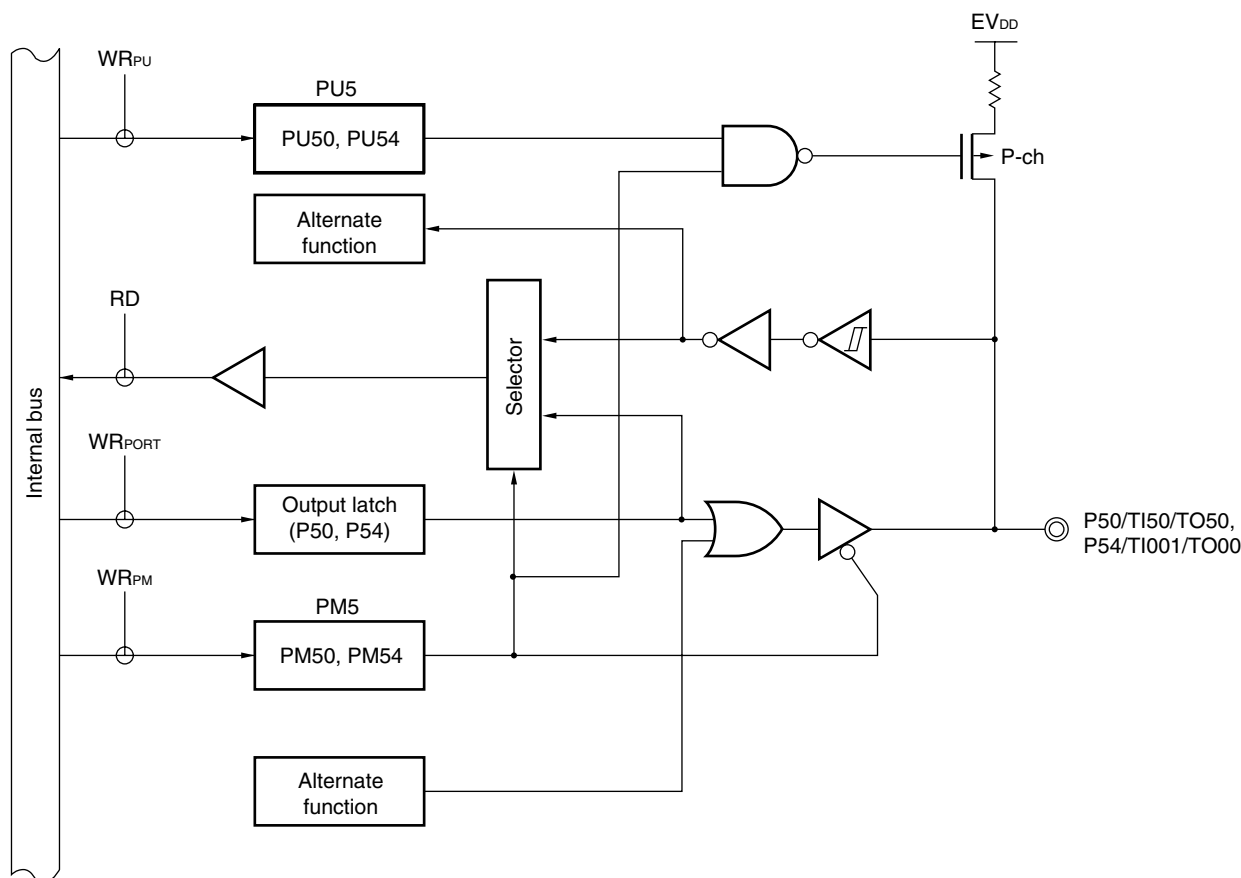 EVDD
WRPU
PU5
PU50, PU54
P-ch
Alternate
function
RD
Selector
Internal bus
WRPORT
Output latch
(P50, P54)
P50/TI50/TO50,
P54/TI001/TO00
WRPM
PM5
PM50, PM54
Alternate
function